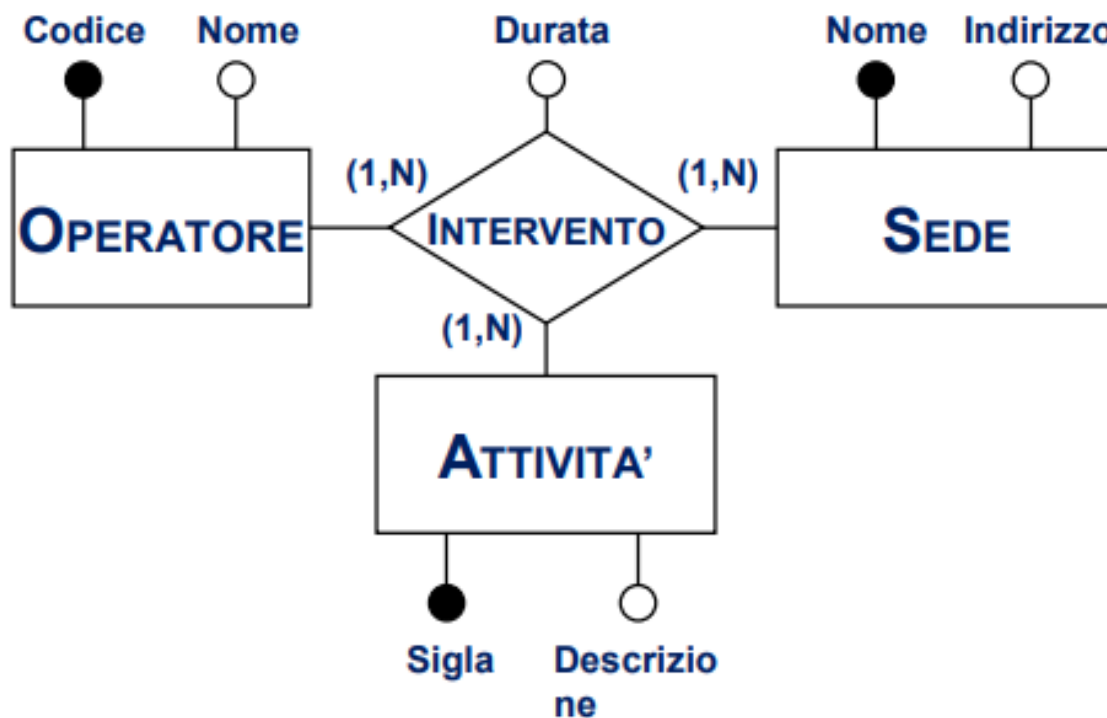 Codice Nome Durata Nome Indirizzo
(1,N) (1,N)
OPERATORE INTERVENTO SEDE
(1,N)
ATTIVITA'
Sigla Descrizio
ne